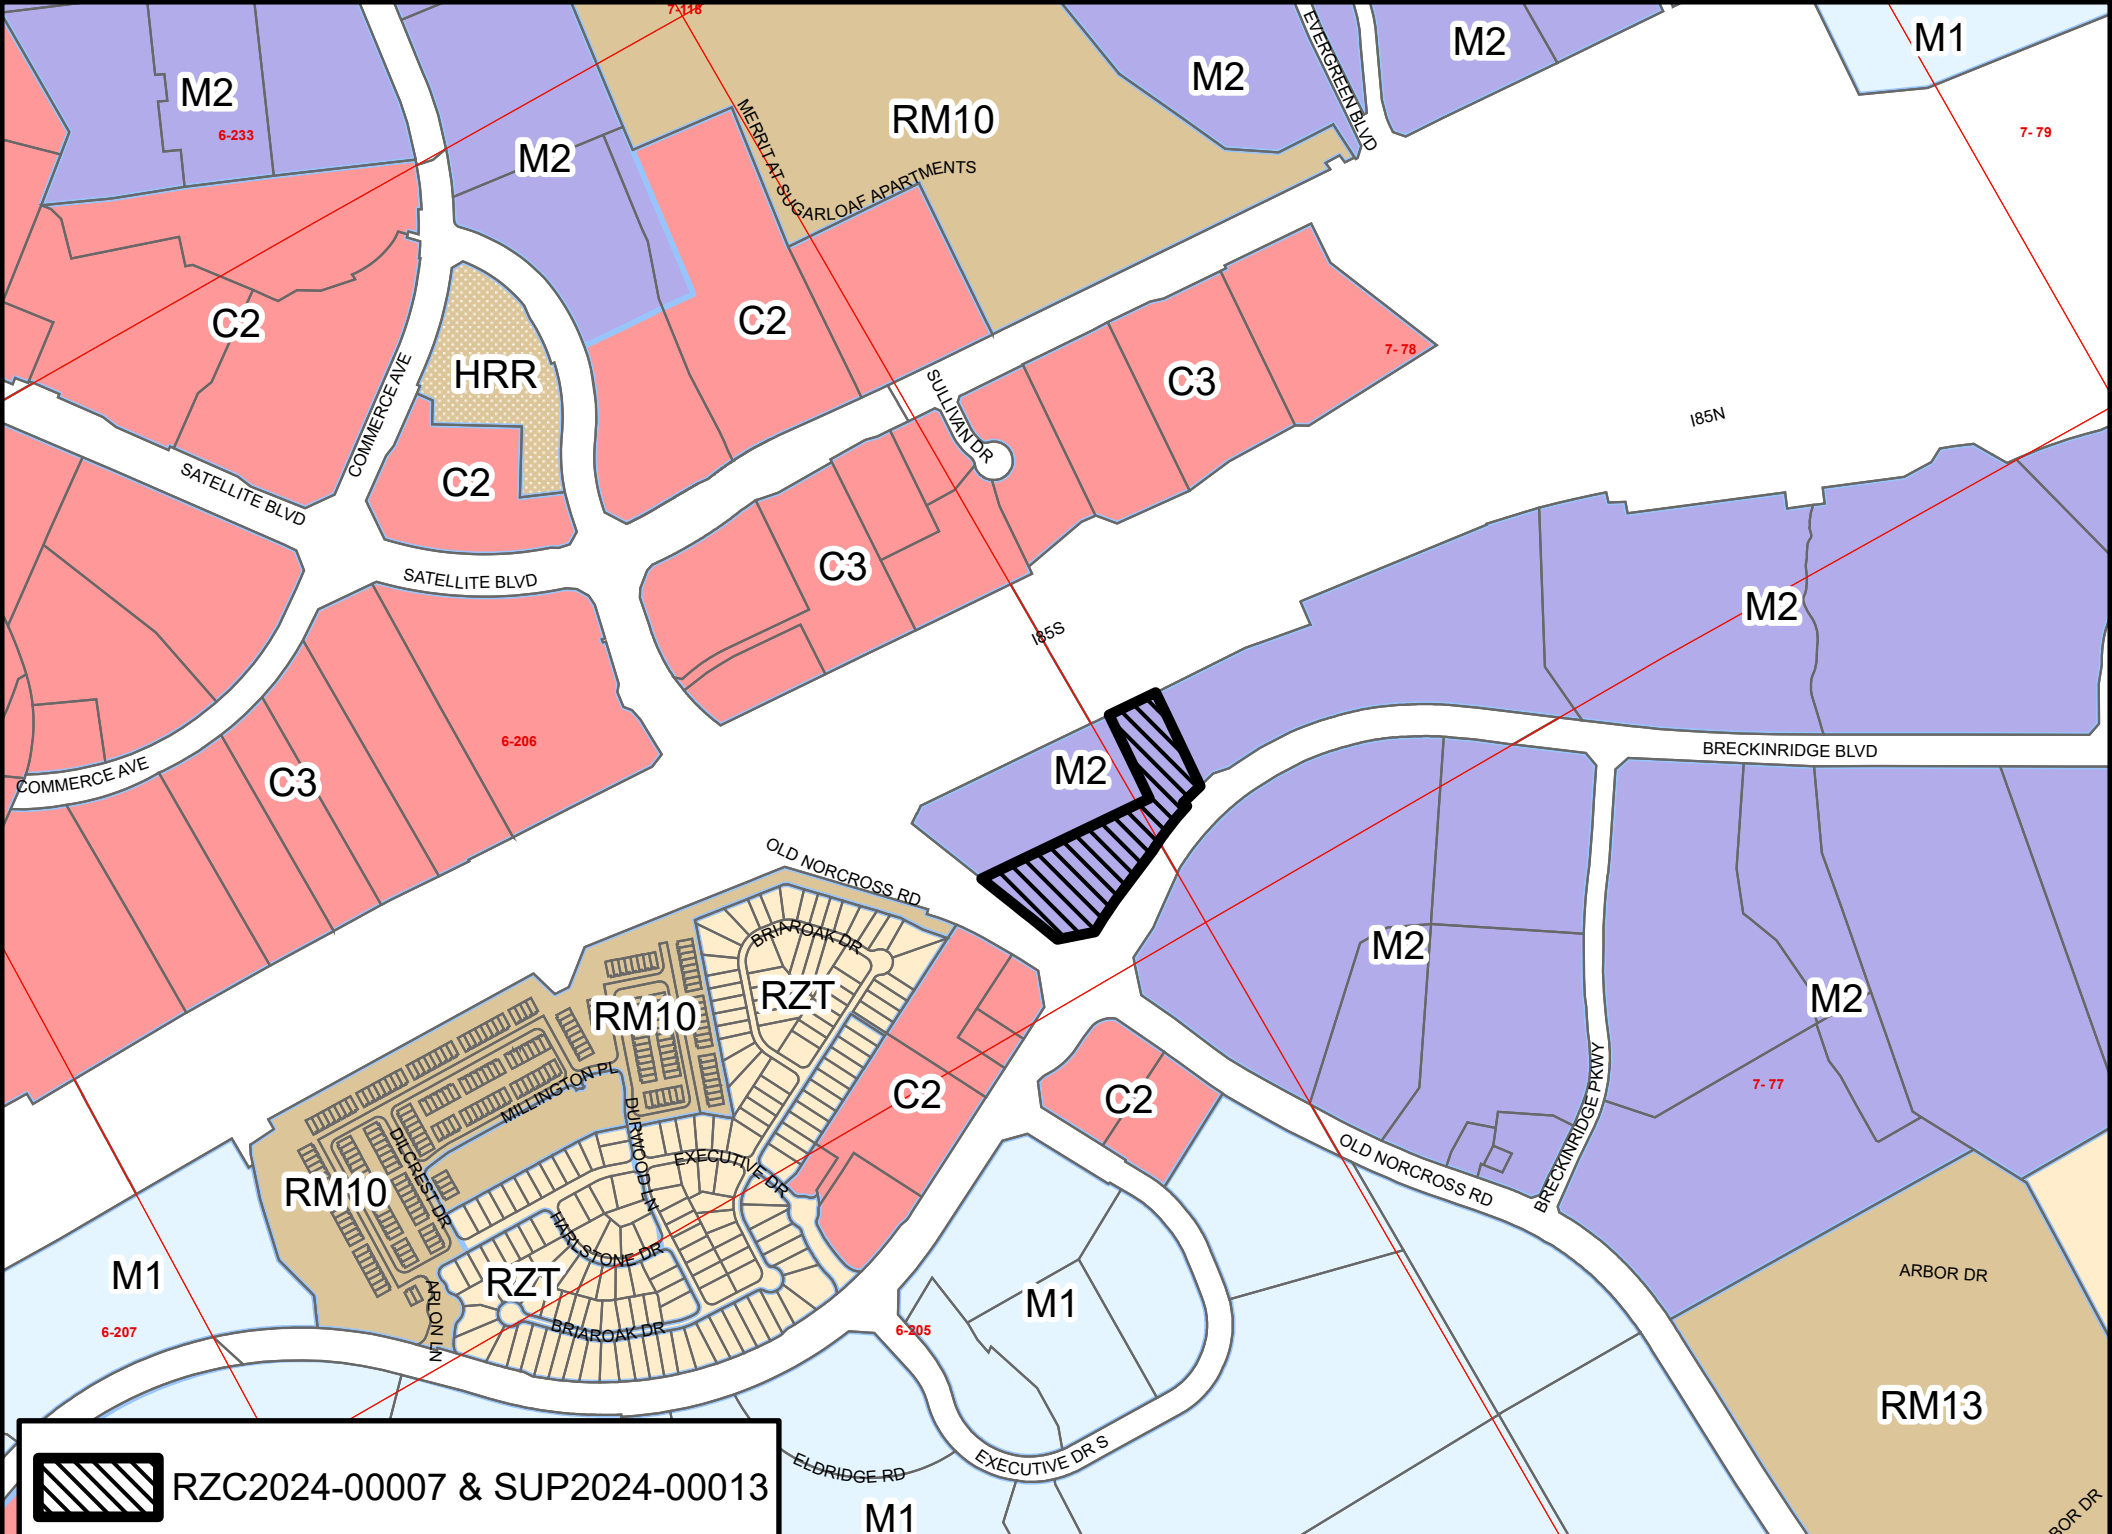 7-118
M1
M2
M2
M2
6-233
RM10
EVERGREEN BLVD
7- 79
M2
MERRIT AT SUGARLOAF APARTMENTS
C2
C2
HRR
7- 78
C3
SULLIVAN DR
COMMERCE AVE
I85N
C2
SATELLITE BLVD
C3
SATELLITE BLVD
M2
I85S
6-206
BRECKINRIDGE BLVD
M2
C3
COMMERCE AVE
OLD NORCROSS RD
BRIAROAK DR
M2
RZT
M2
RM10
MILLINGTON PL
7- 77
C2
C2
DURWOOD LN
BRECKINRIDGE PKWY
DILCREST DR
EXECUTIVE DR
OLD NORCROSS RD
RM10
HARLSTONE DR
M1
ARBOR DR
RZT
M1
ARLON LN
BRIAROAK DR
6-207
6-205
RM13
EXECUTIVE DR S
ELDRIDGE RD
RZC2024-00007 & SUP2024-00013
M1
BOR DR